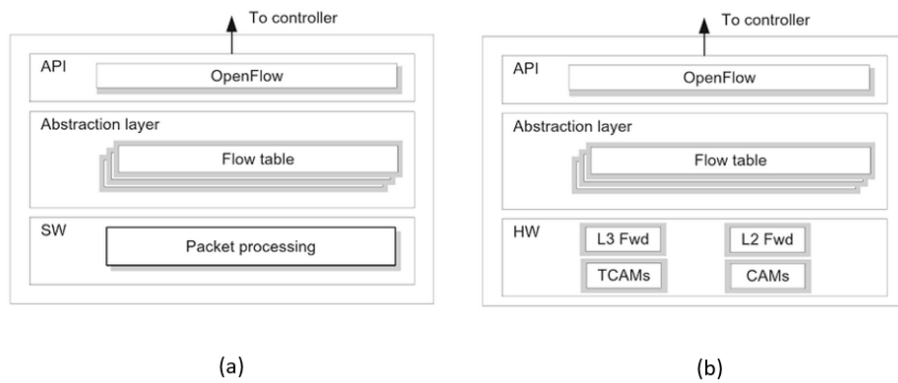 To controller
API
OpenFlow
Abstraction layer
Flow table
SW
Packet processing
(a)
To controller
API
OpenFlow
Abstraction layer
Flow table
HW
L3 Fwd
L2 Fwd
TCAMs
CAMs
(b)